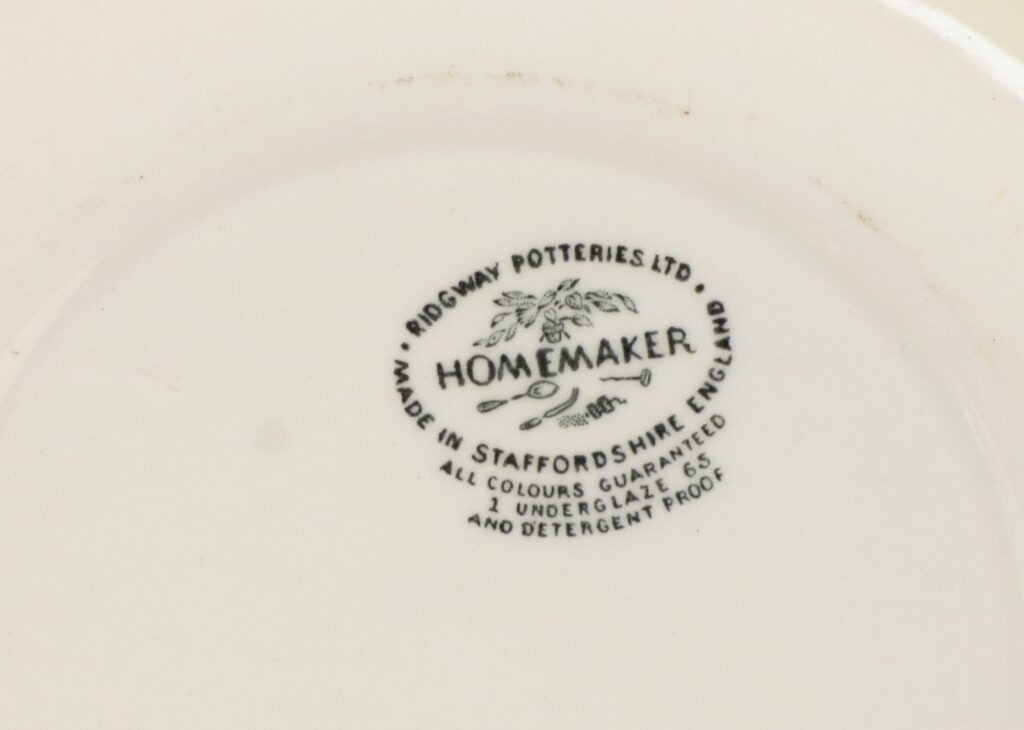 • RIDGWAY POTTERIES LTD •
HOMEMAKER
MADE IN STAFFORDSHIRE ENGLAND
ALL COLOURS GUARANTEED
1 UNDERGLAZE 65
AND DETERGENT PROOF